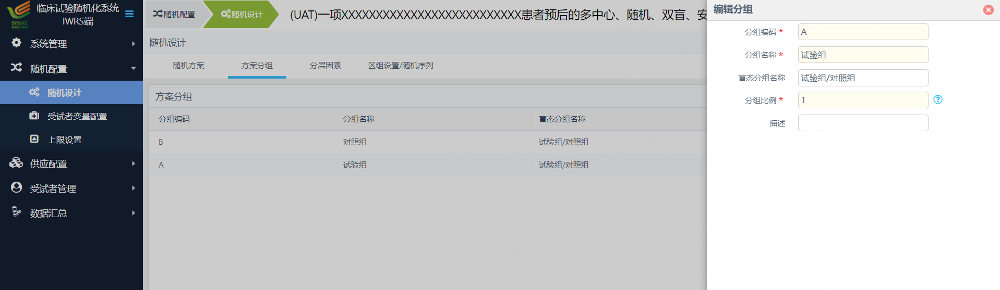 临床试验随机化系统
IWRS端
SYSUCC
SINCE 1964
系统管理
随机配置
随机设计
受试者变量配置
上限设置
供应配置
受试者管理
数据汇总
随机配置
随机设计
(UAT)一项XXXXXXXXXXXXXXXXXXXXXXXXXX患者预后的多中心、随机、双盲、安
随机设计
随机方案 方案分组 分层因素 区组设置/随机序列
方案分组
分组编码 分组名称 盲态分组名称
B 对照组 试验组/对照组
A 试验组 试验组/对照组
编辑分组
分组编码 * A
分组名称 * 试验组
盲态分组名称 试验组/对照组
分组比例 * 1
描述